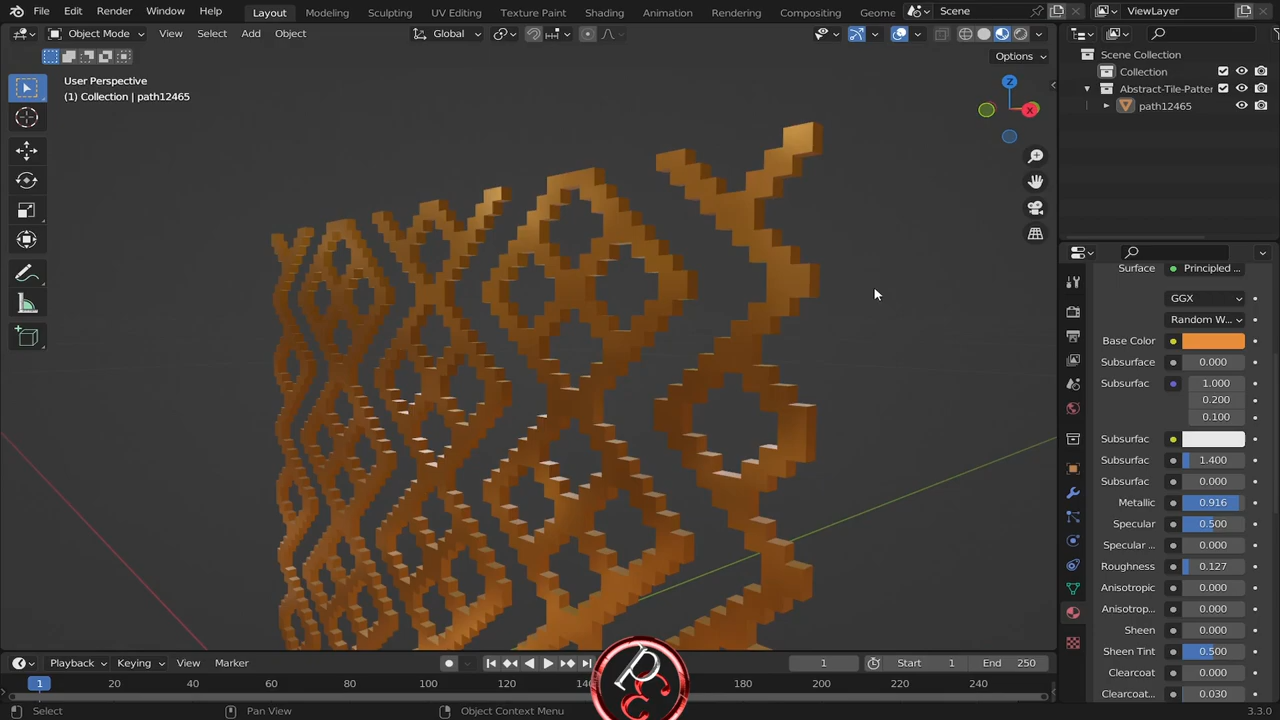 File Edit Render Window Help Layout Modeling Sculpting UV Editing Texture Paint Shading Animation Rendering Compositing Geome Scene ViewLayer
Object Mode View Select Add Object Global
Options
User Perspective
(1) Collection | path12465
Z
X
Scene Collection
Collection
Abstract-Tile-Patter
path12465
Surface Principled ...
GGX
Random W...
Base Color
Subsurface 0.000
Subsurfac 1.000
0.200
0.100
Subsurfac
Subsurfac 1.400
Subsurfac 0.000
Metallic 0.916
Specular 0.500
Specular ... 0.000
Roughness 0.127
Anisotropic 0.000
Anisotrop... 0.000
Sheen 0.000
Sheen Tint 0.500
Clearcoat 0.000
Clearcoat... 0.030
Playback Keying View Marker 1 Start 1 End 250
1 20 40 60 80 100 120 140 180 200 220 240
Select Pan View Object Context Menu 3.3.0